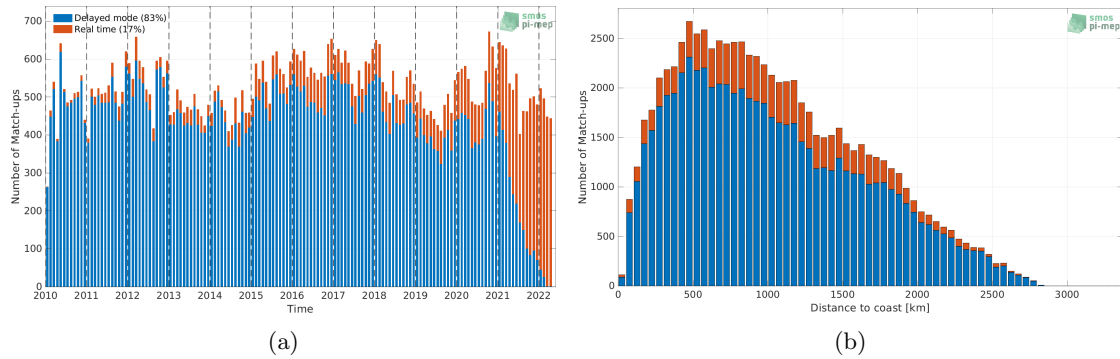 Delayed mode (83%)
Real time (17%)
smos
pi-mep
700
600
500
400
300
200
100
0
Number of Match-ups
2010 2011 2012 2013 2014 2015 2016 2017 2018 2019 2020 2021 2022
Time
(a)
smos
pi-mep
2500
2000
1500
1000
500
0
Number of Match-ups
0 500 1000 1500 2000 2500 3000
Distance to coast [km]
(b)